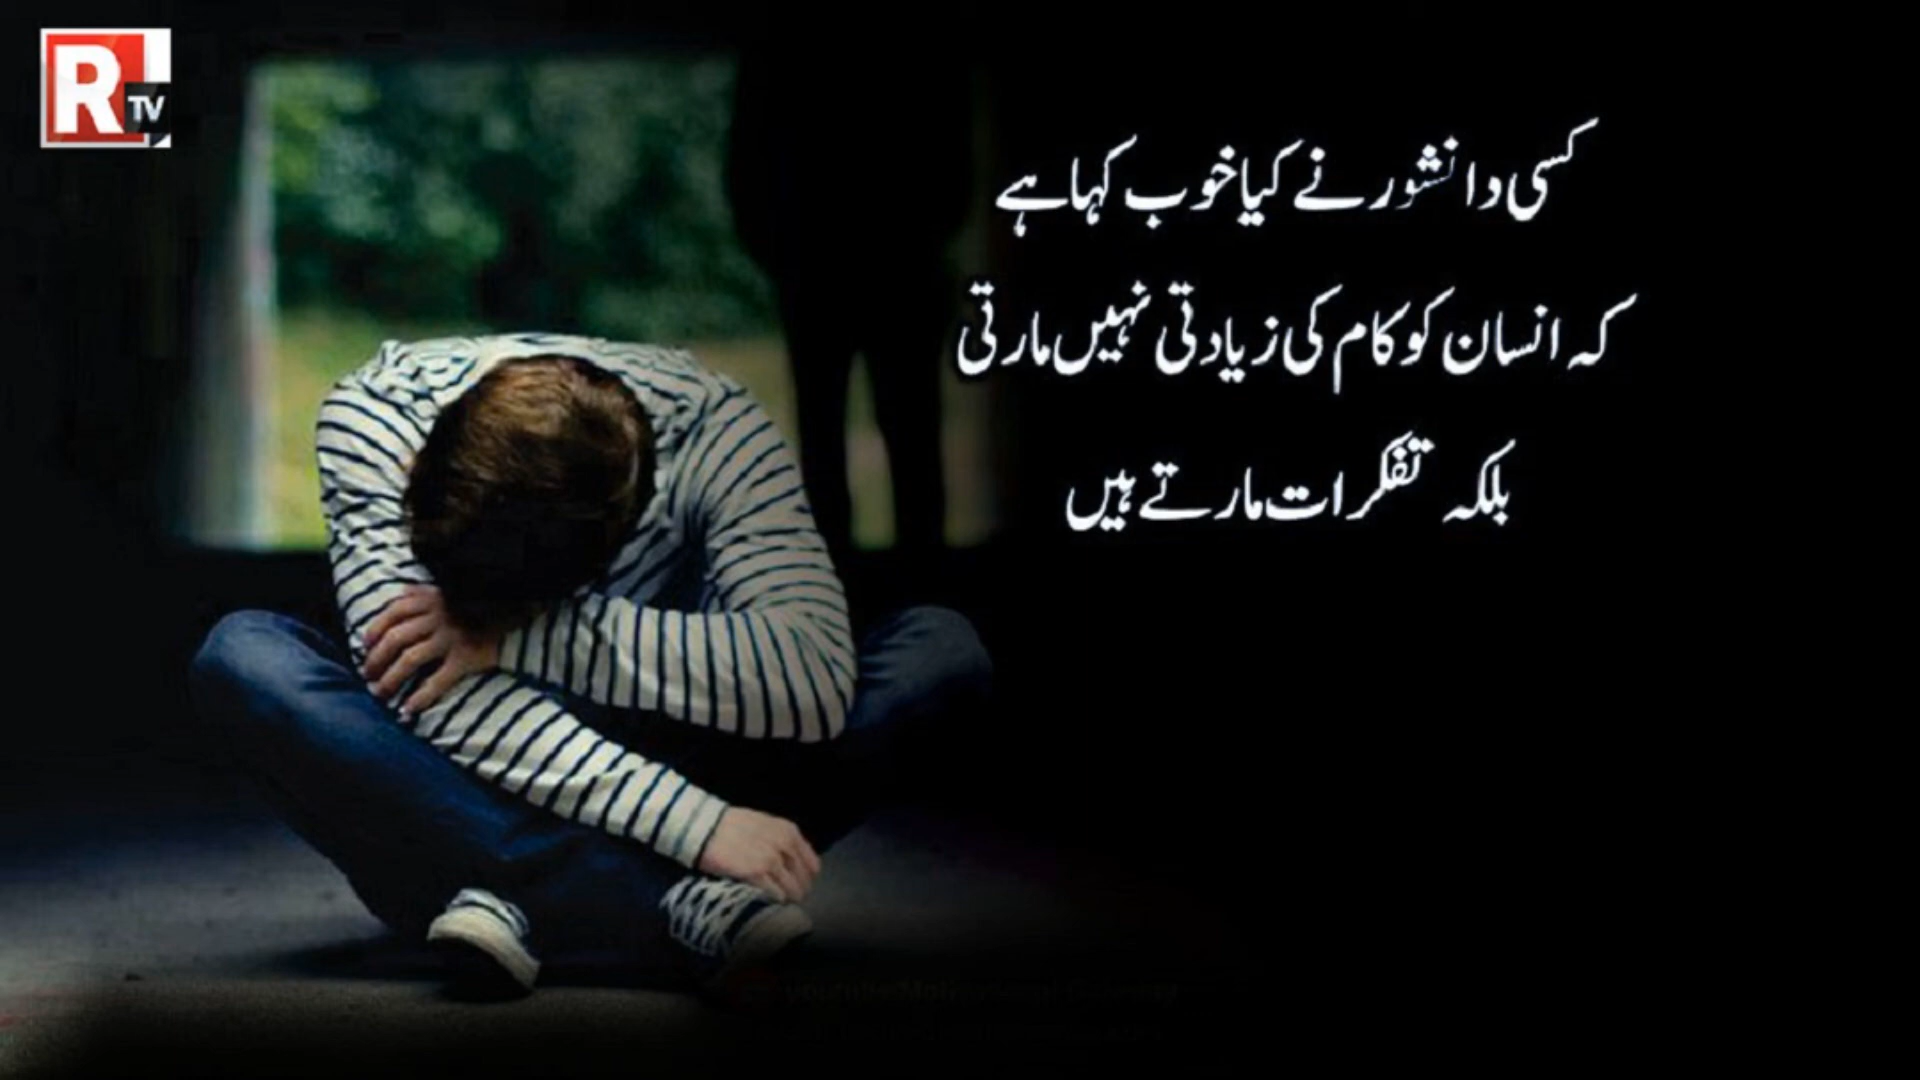 R TV
کسی دانشور نے کیا خوب کہا ہے
کہ انسان کو کام کی زیادتی نہیں مارتی
بلکہ تفکرات مارتے ہیں